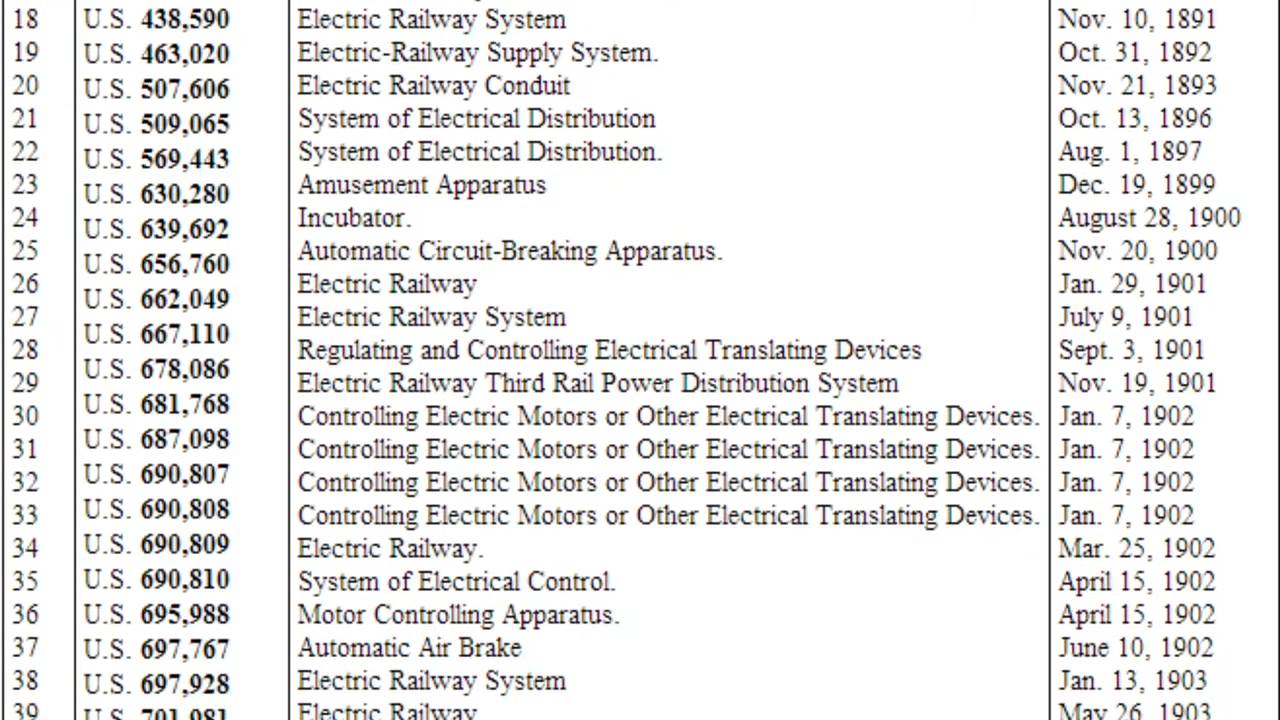 18 U.S. 438,590 Electric Railway System Nov. 10, 1891
19 U.S. 463,020 Electric-Railway Supply System. Oct. 31, 1892
20 U.S. 507,606 Electric Railway Conduit Nov. 21, 1893
21 U.S. 509,065 System of Electrical Distribution Oct. 13, 1896
22 U.S. 569,443 System of Electrical Distribution. Aug. 1, 1897
23 U.S. 630,280 Amusement Apparatus Dec. 19, 1899
24 U.S. 639,692 Incubator. August 28, 1900
25 U.S. 656,760 Automatic Circuit-Breaking Apparatus. Nov. 20, 1900
26 U.S. 662,049 Electric Railway Jan. 29, 1901
27 U.S. 667,110 Electric Railway System July 9, 1901
28 U.S. 678,086 Regulating and Controlling Electrical Translating Devices Sept. 3, 1901
29 U.S. 681,768 Electric Railway Third Rail Power Distribution System Nov. 19, 1901
30 U.S. 687,098 Controlling Electric Motors or Other Electrical Translating Devices. Jan. 7, 1902
31 U.S. 690,807 Controlling Electric Motors or Other Electrical Translating Devices. Jan. 7, 1902
32 U.S. 690,808 Controlling Electric Motors or Other Electrical Translating Devices. Jan. 7, 1902
33 U.S. 690,809 Controlling Electric Motors or Other Electrical Translating Devices. Jan. 7, 1902
34 U.S. 690,810 Electric Railway. Mar. 25, 1902
35 U.S. 695,988 System of Electrical Control. April 15, 1902
36 U.S. 697,767 Motor Controlling Apparatus. April 15, 1902
37 U.S. 697,928 Automatic Air Brake June 10, 1902
38 U.S. 701,981 Electric Railway System Jan. 13, 1903
39 Electric Railway May 26, 1903